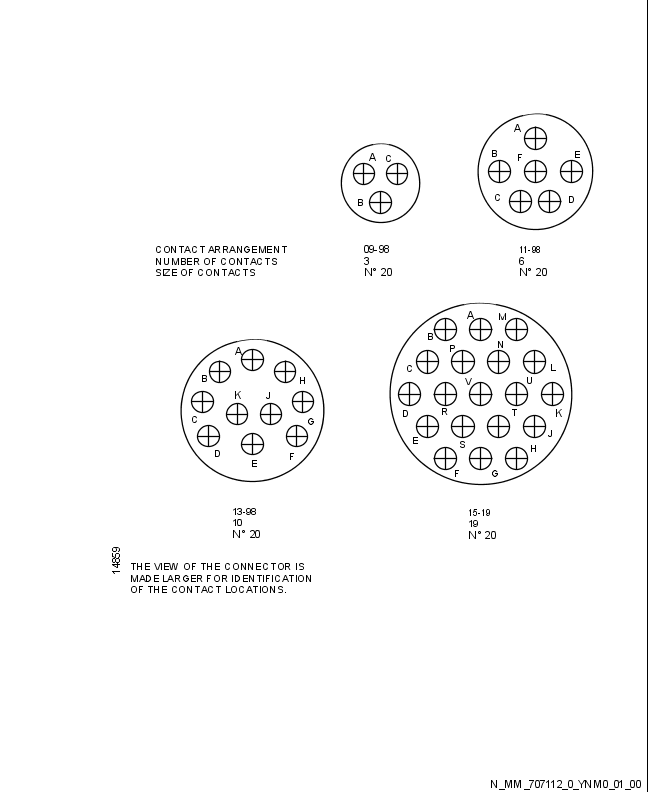 A C
B
A
B F E
C D
CONTACT ARRANGEMENT 09-98 11-98
NUMBER OF CONTACTS 3 6
SIZE OF CONTACTS N° 20 N° 20
A
B H
K J
C G
D E F
A M
B
P N
C L
V U
D R T K
E S J
H
F G
13-98
10
N° 20
15-19
19
N° 20
14859
THE VIEW OF THE CONNECTOR IS
MADE LARGER FOR IDENTIFICATION
OF THE CONTACT LOCATIONS.
N_MM_707112_0_YNM0_01_00